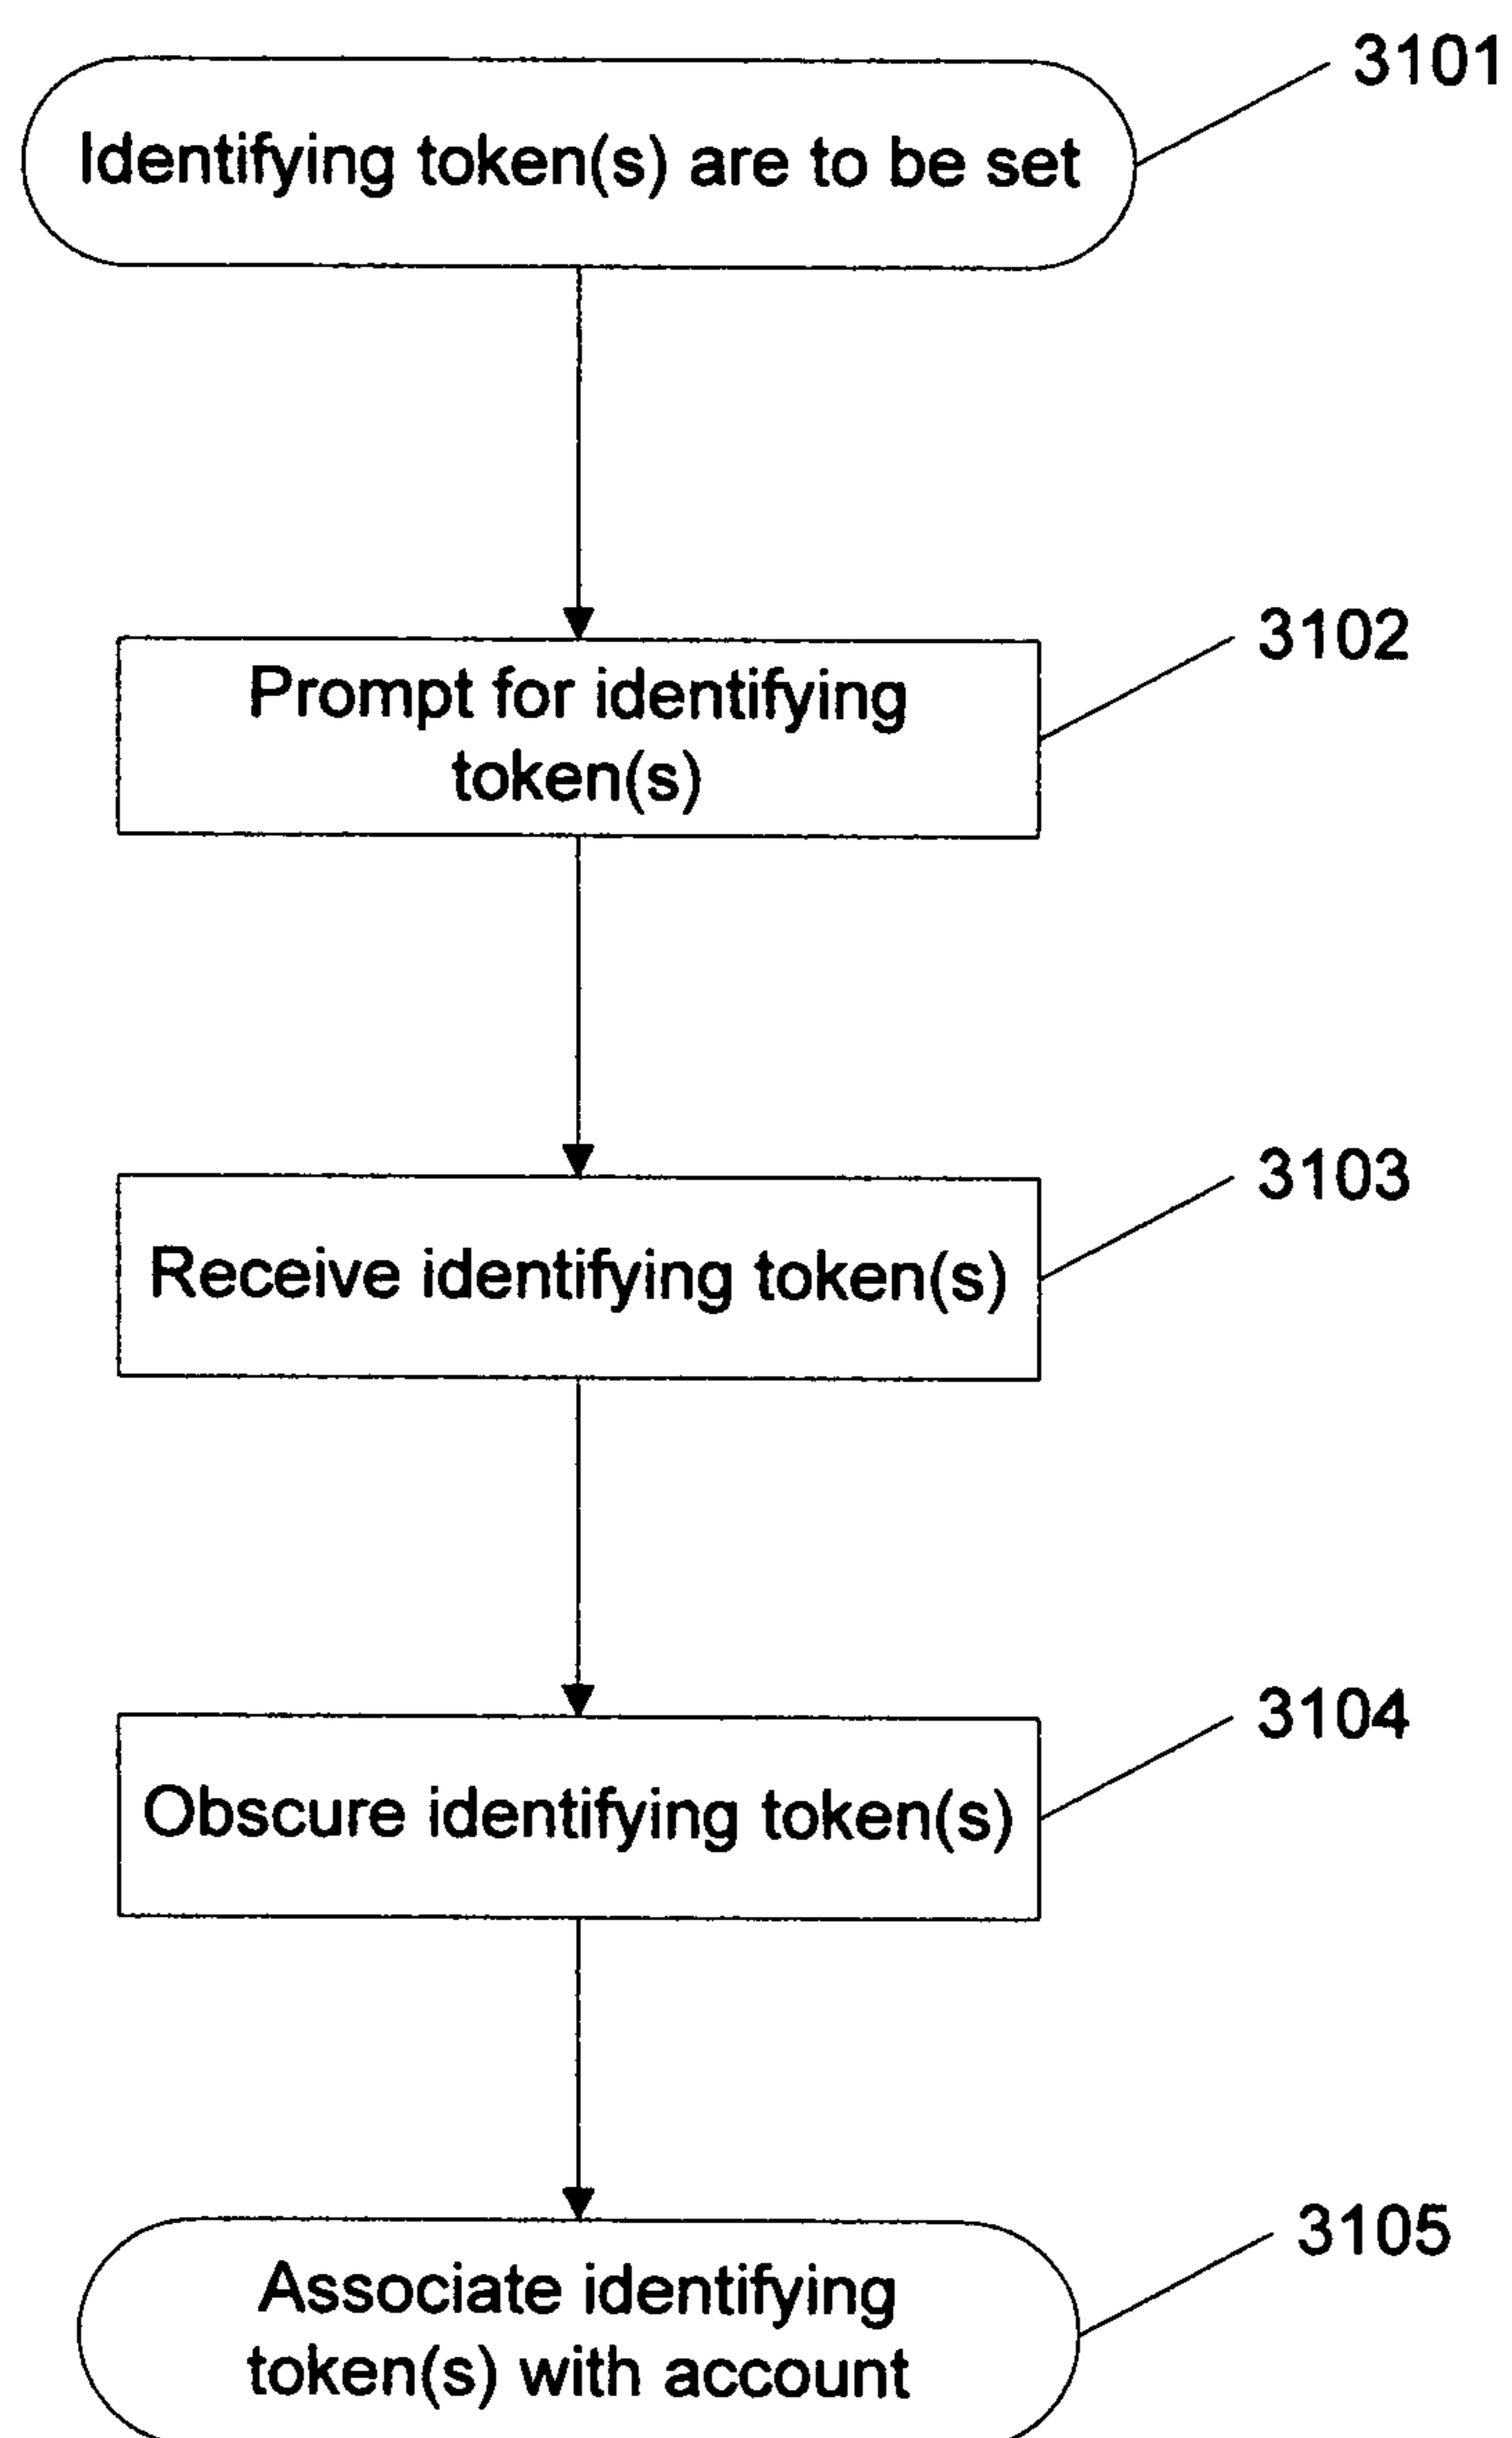 3101
Identifying token(s) are to be set
3102
Prompt for identifying
token(s)
3103
Receive identifying token(s)
3104
Obscure identifying token(s)
3105
Associate identifying
token(s) with account